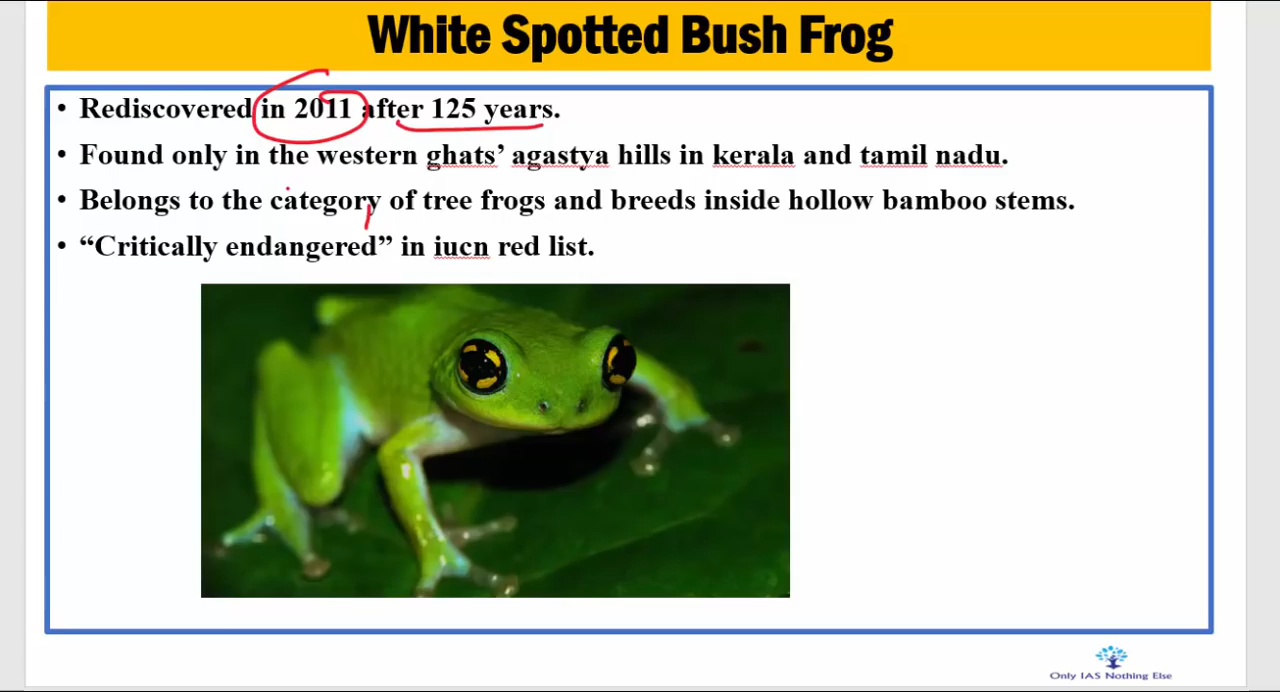 White Spotted Bush Frog
• Rediscovered in 2011 after 125 years.
• Found only in the western ghats’ agastya hills in kerala and tamil nadu.
• Belongs to the category of tree frogs and breeds inside hollow bamboo stems.
• “Critically endangered” in iucn red list.
Only IAS Nothing Else